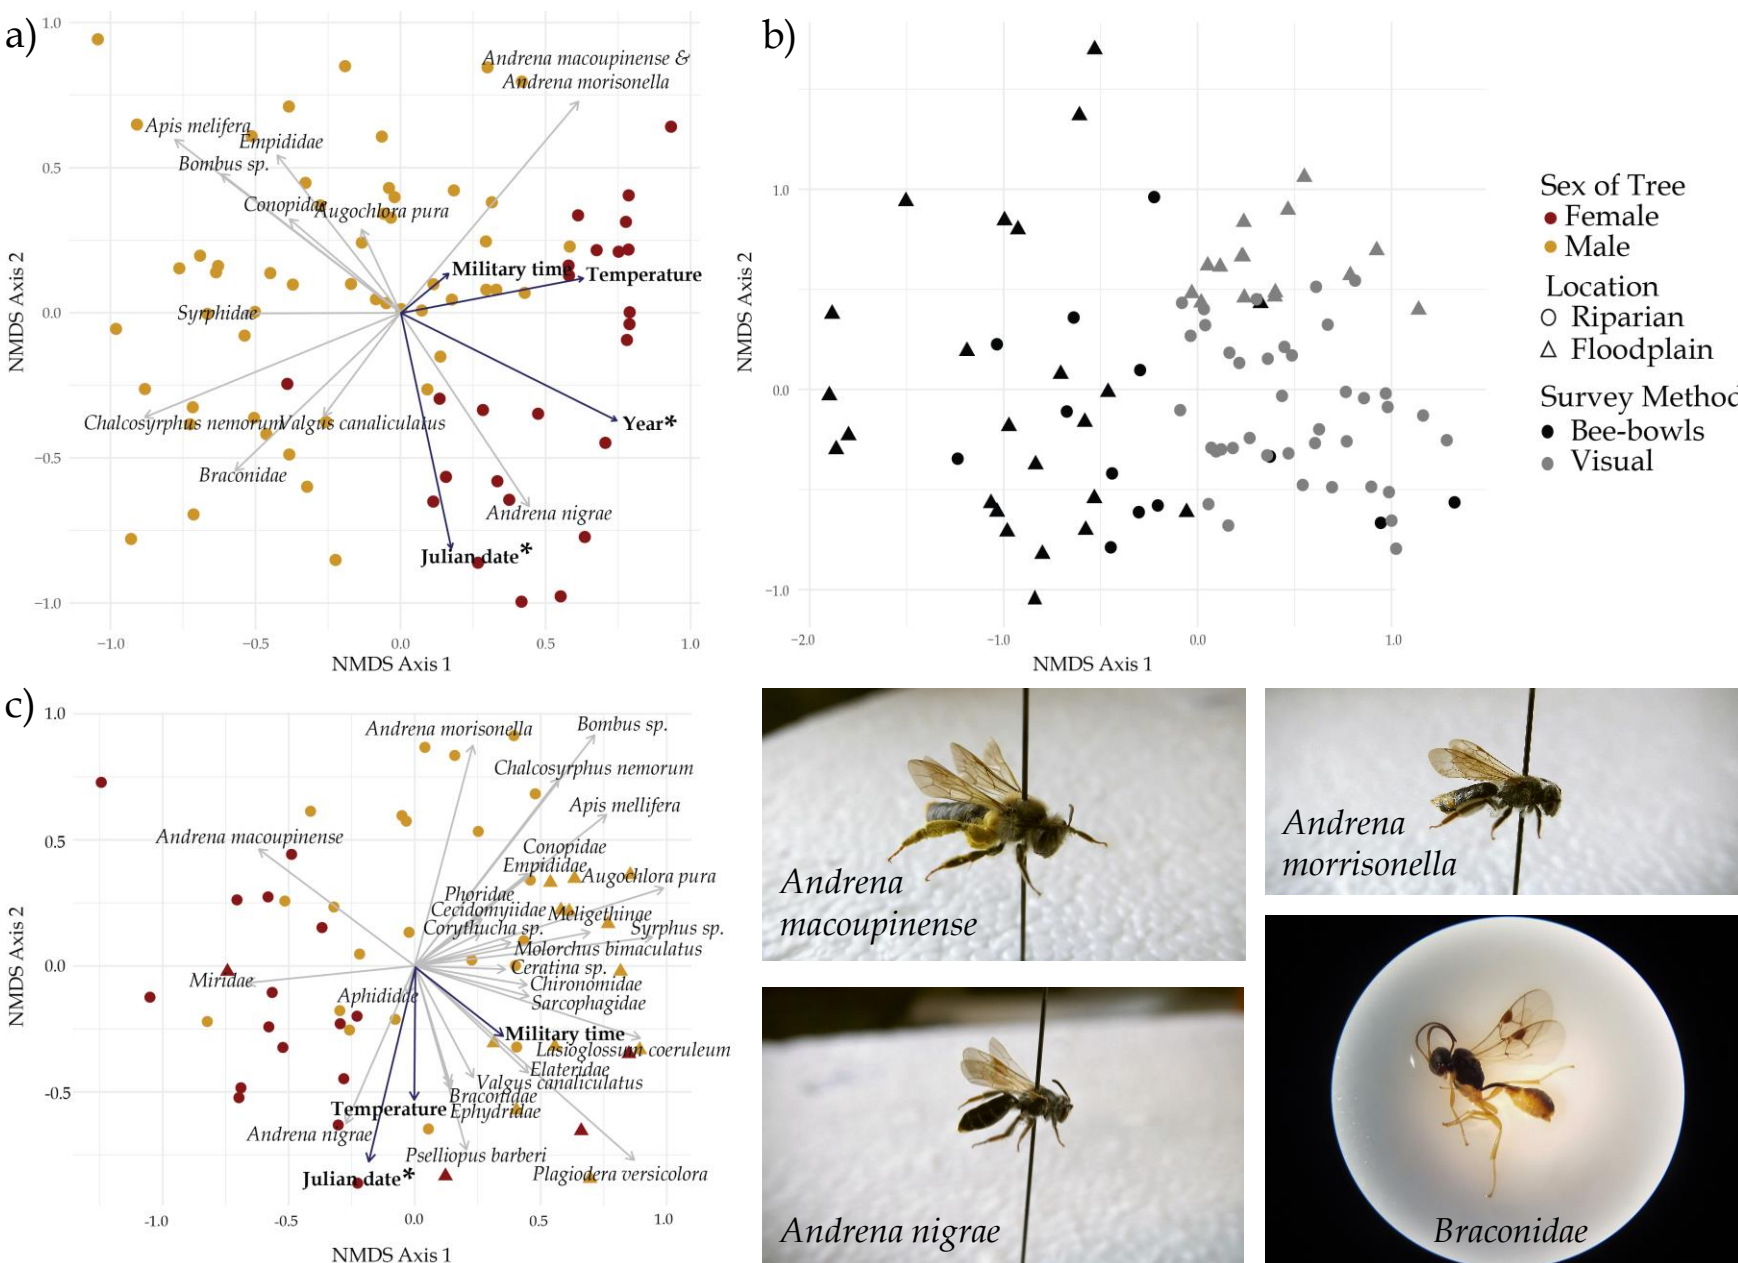 a)
1.0
0.5
0.0
−0.5
−1.0
NMDS Axis 2
Andrena macoupinense &
Andrena morisonella
Apis melifera
Empididae
Bombus sp.
Conopidae
Augochlora pura
Military time
Temperature
Syrphidae
Chalcosyrphus nemorum
Valgus canaliculatus
Year*
Braconidae
Andrena nigrae
Julian date*
−1.0
−0.5
0.0
0.5
1.0
NMDS Axis 1
b)
NMDS Axis 2
1.0
0.0
−1.0
−2.0
−1.0
0.0
1.0
NMDS Axis 1
Sex of Tree
Female
Male
Location
Riparian
Floodplain
Survey Method
Bee-bowls
Visual
c)
1.0
0.5
0.0
-0.5
NMDS Axis 2
Andrena morisonella
Bombus sp.
Chalcosyrphus nemorum
Apis mellifera
Andrena macoupinense
Conopidae
Empididae
Augochlora pura
Phoridae
Cecidomyiidae
Meligethinae
Corythucha sp.
Syrphus sp.
Molorchus bimaculatus
Ceratina sp.
Miridae
Chironomidae
Aphididae
Sarcophagidae
Military time
Lasioglossum coeruleum
Elateridae
Valgus canaliculatus
Braconidae
Temperature
Ephydridae
Andrena nigrae
Pselliopus barberi
Plagiodera versicolora
Julian date*
-1.0
-0.5
0.0
0.5
1.0
NMDS Axis 1
Andrena
macoupinense
Andrena
morrisonella
Andrena nigrae
Braconidae